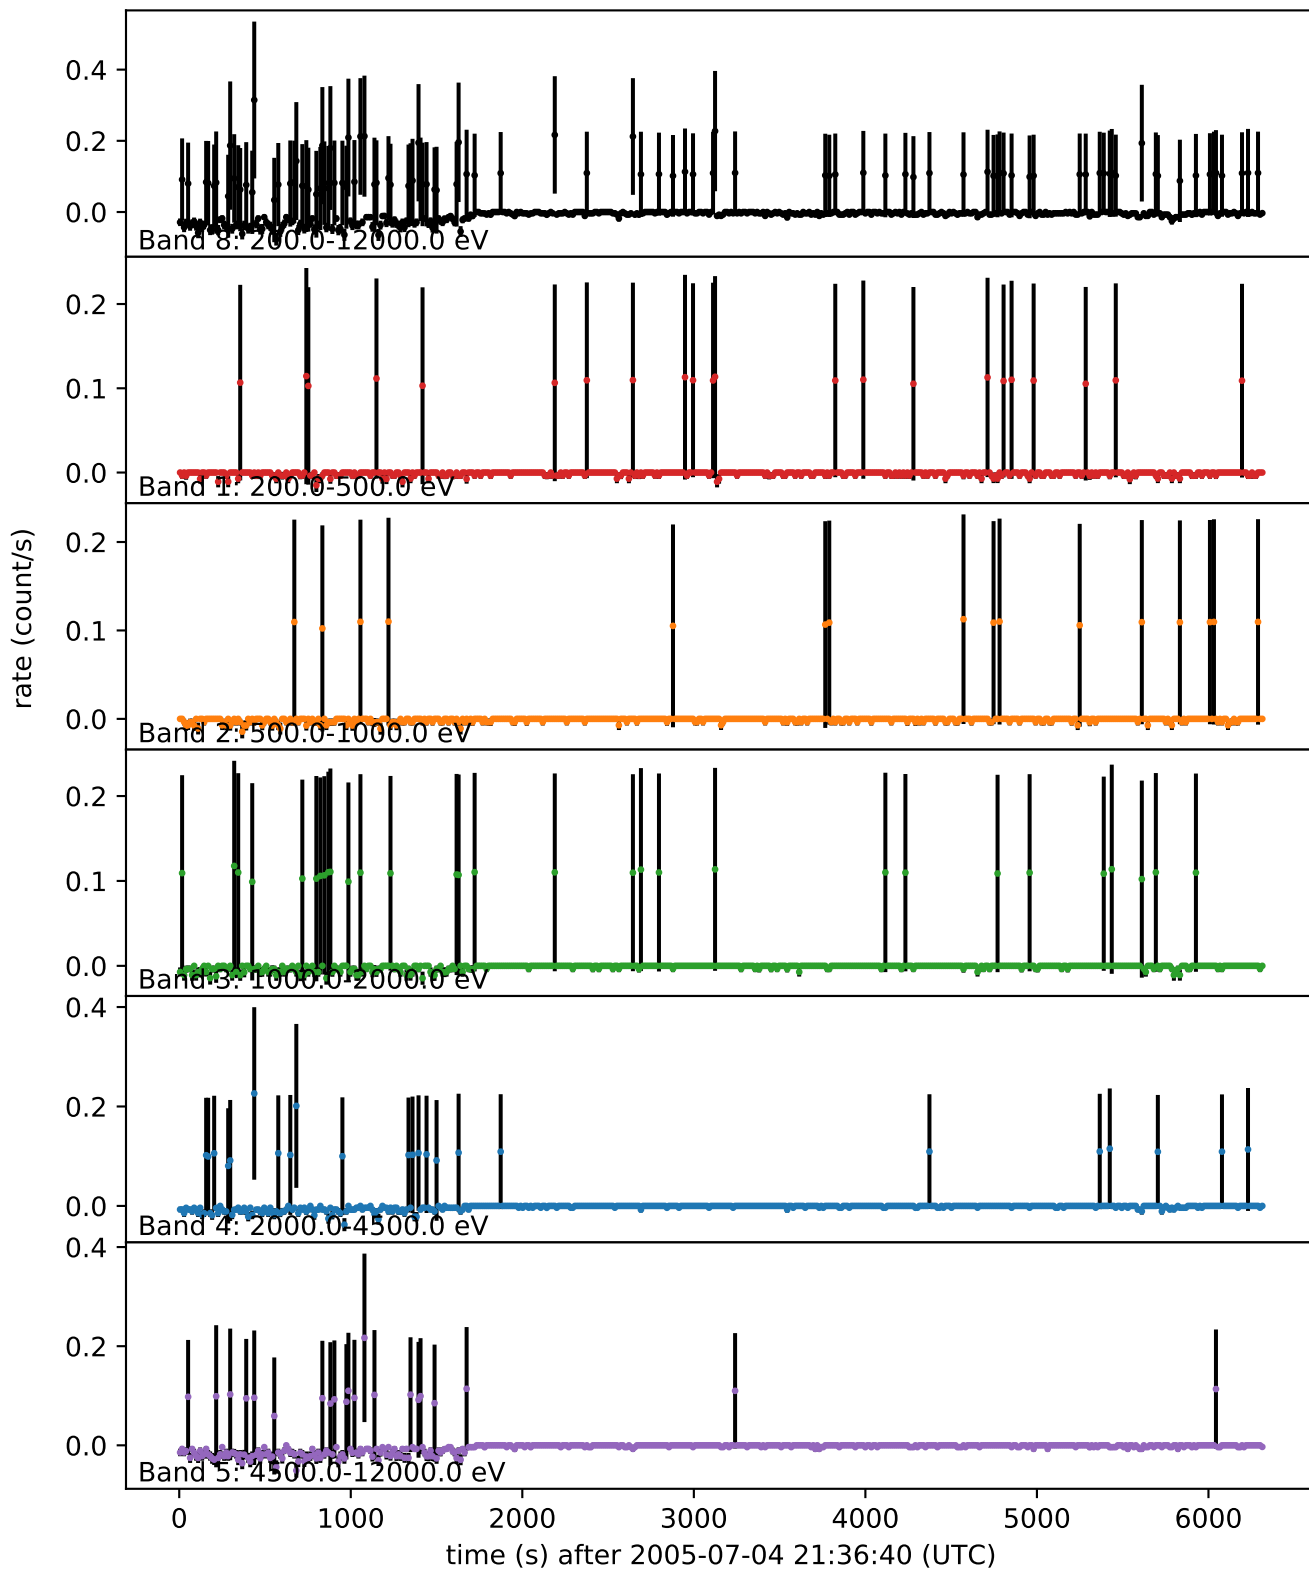 0.4
0.2
0.0
Band 8: 200.0-12000.0 eV
0.2
0.1
0.0
Band 1: 200.0-500.0 eV
0.2
0.1
0.0
Band 2: 500.0-1000.0 eV
rate (count/s)
0.2
0.1
0.0
Band 3: 1000.0-2000.0 eV
0.4
0.2
0.0
Band 4: 2000.0-4500.0 eV
0.4
0.2
0.0
Band 5: 4500.0-12000.0 eV
0 1000 2000 3000 4000 5000 6000
time (s) after 2005-07-04 21:36:40 (UTC)